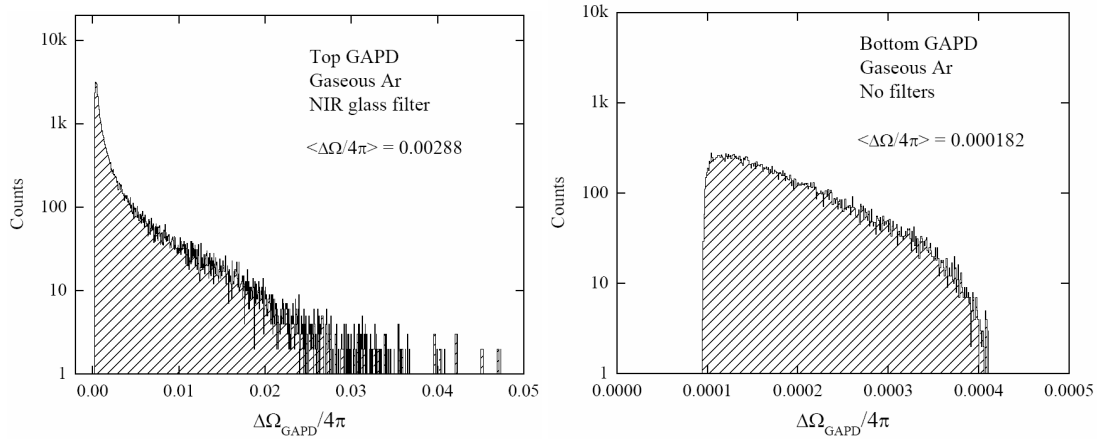 10k
1k
100
10
1
Counts
Top GAPD
Gaseous Ar
NIR glass filter
<ΔΩ/4π> = 0.00288
0.00 0.01 0.02 0.03 0.04 0.05
ΔΩGAPD/4π
10k
1k
100
10
1
Counts
Bottom GAPD
Gaseous Ar
No filters
<ΔΩ/4π> = 0.000182
0.0000 0.0001 0.0002 0.0003 0.0004 0.0005
ΔΩGAPD/4π